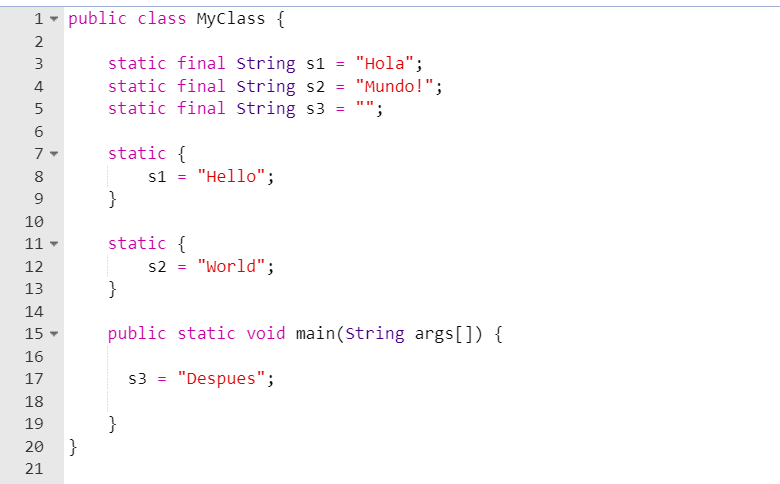 1 public class MyClass {
2
3 static final String s1 = "Hola";
4 static final String s2 = "Mundo!";
5 static final String s3 = "";
6
7 static {
8 s1 = "Hello";
9 }
10
11 static {
12 s2 = "World";
13 }
14
15 public static void main(String args[]) {
16
17 s3 = "Despues";
18
19 }
20 }
21